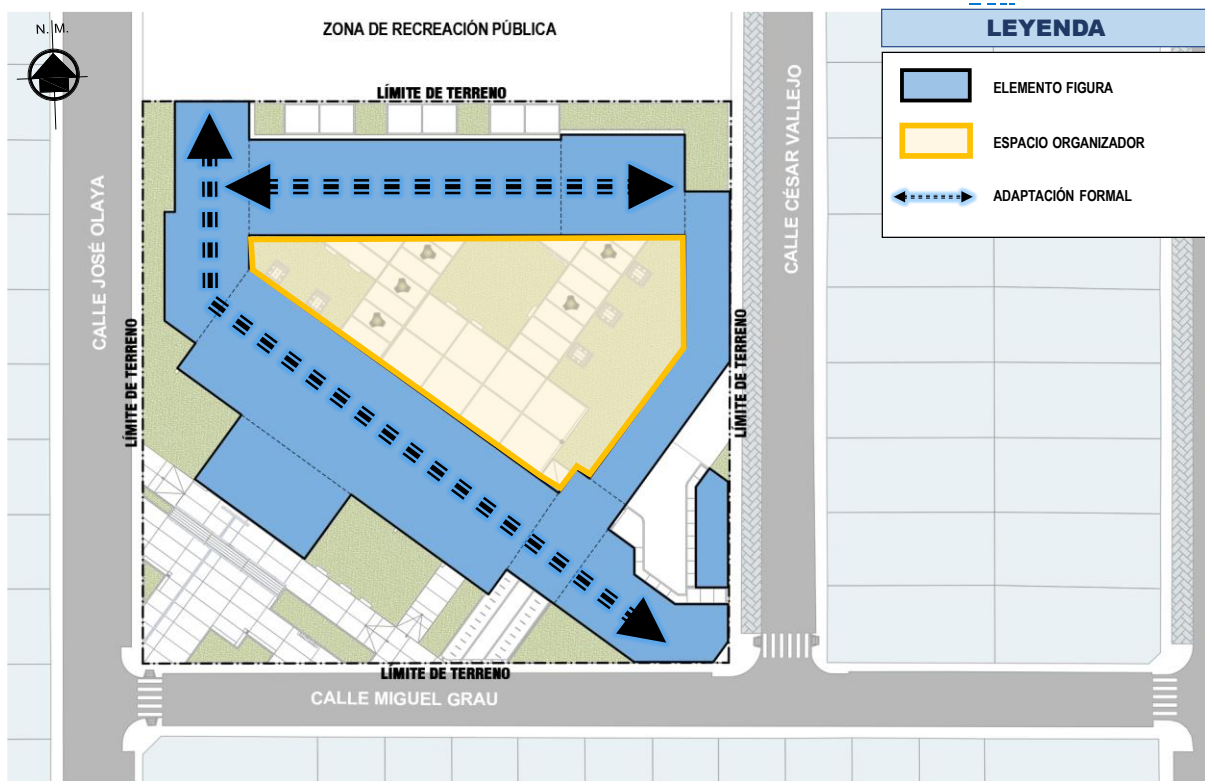 N. M.
ZONA DE RECREACIÓN PÚBLICA
LEYENDA
ELEMENTO FIGURA
ESPACIO ORGANIZADOR
ADAPTACIÓN FORMAL
LÍMITE DE TERRENO
CALLE JOSÉ OLAYA
CALLE CÉSAR VALLEJO
LÍMITE DE TERRENO
LÍMITE DE TERRENO
LÍMITE DE TERRENO
CALLE MIGUEL GRAU